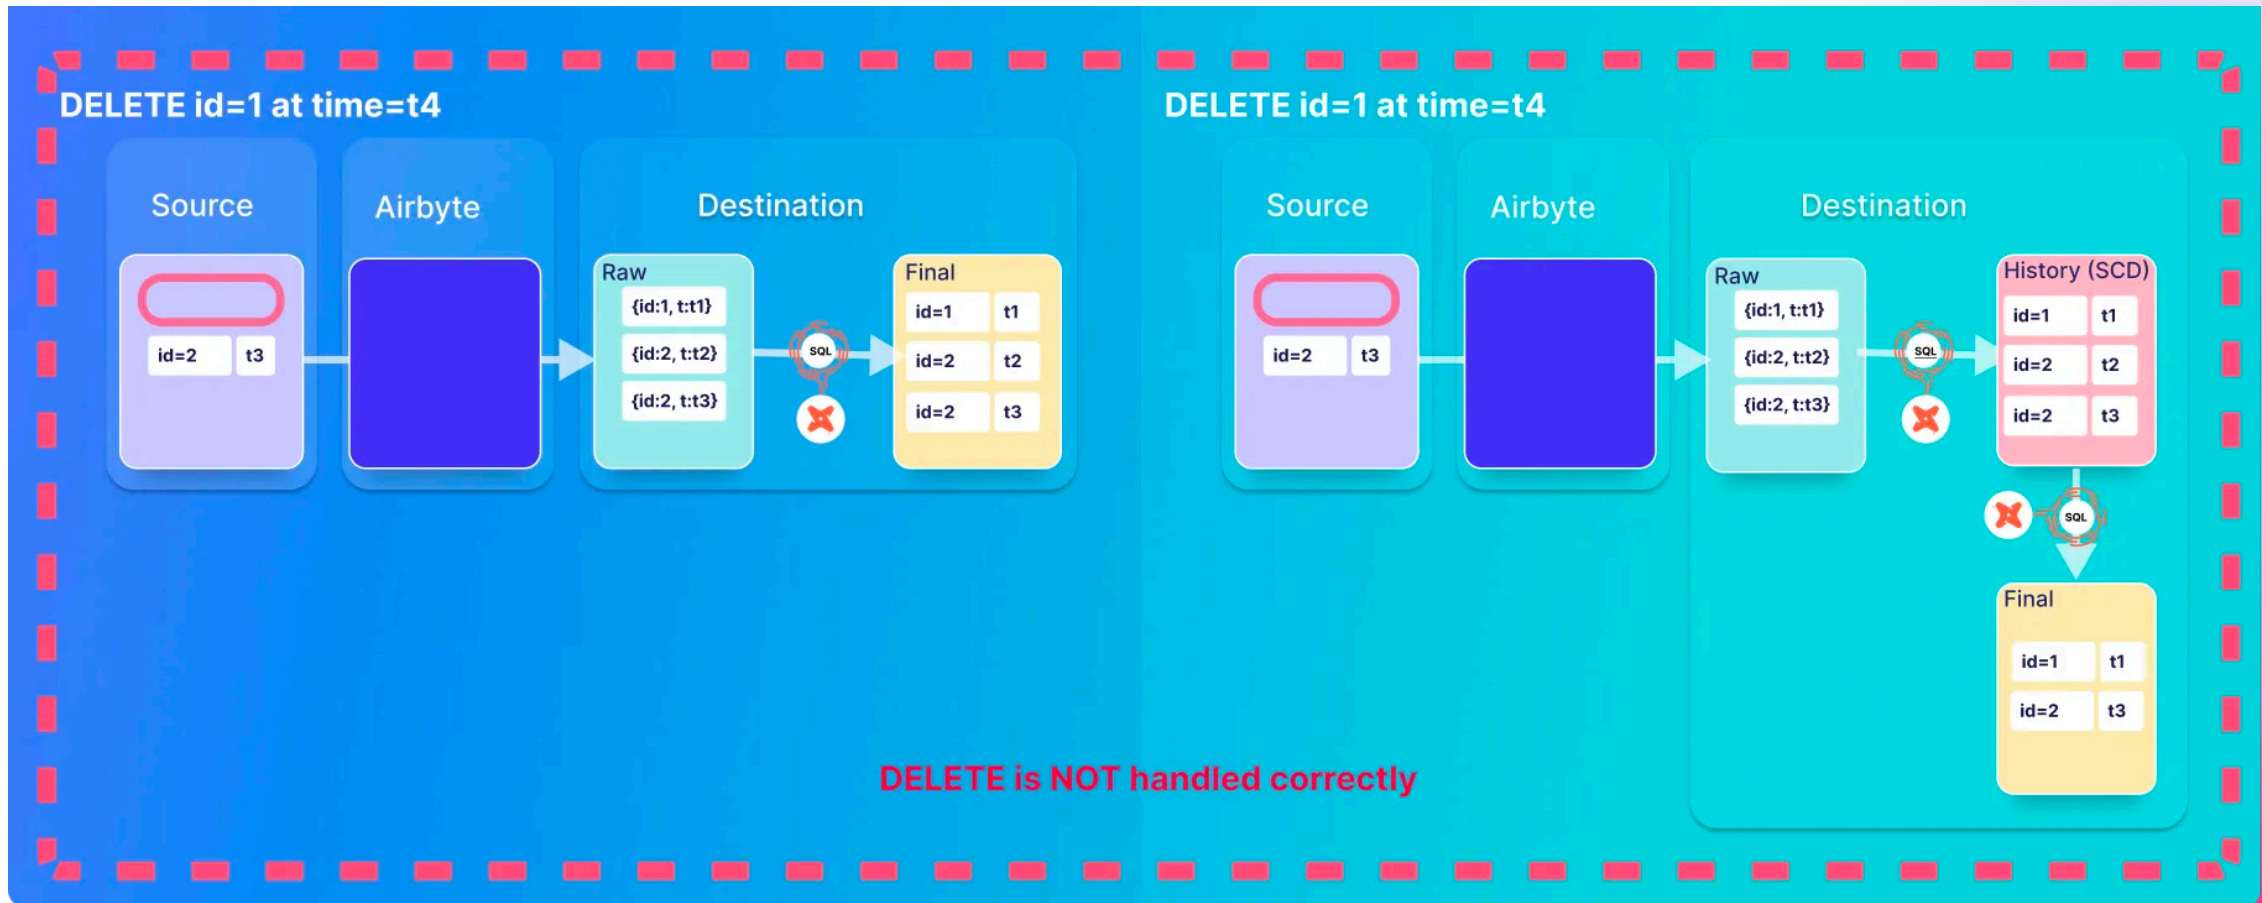 DELETE id=1 at time=t4
Source
Airbyte
Destination
id=2 t3
Raw
{id:1, t:t1}
{id:2, t:t2}
{id:2, t:t3}
SQL
Final
id=1 t1
id=2 t2
id=2 t3
DELETE id=1 at time=t4
Source
Airbyte
Destination
id=2 t3
Raw
{id:1, t:t1}
{id:2, t:t2}
{id:2, t:t3}
SQL
History (SCD)
id=1 t1
id=2 t2
id=2 t3
SQL
Final
id=1 t1
id=2 t3
DELETE is NOT handled correctly